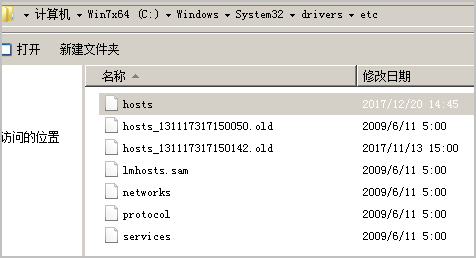 计算机 ▸ Win7x64 (C:) ▸ Windows ▸ System32 ▸ drivers ▸ etc
打开 新建文件夹
名称 修改日期
hosts 2017/12/20 14:45
访问的位置
hosts_131117317150050.old 2009/6/11 5:00
hosts_131117317150142.old 2017/11/13 15:00
lmhosts.sam 2009/6/11 5:00
networks 2009/6/11 5:00
protocol 2009/6/11 5:00
services 2009/6/11 5:00